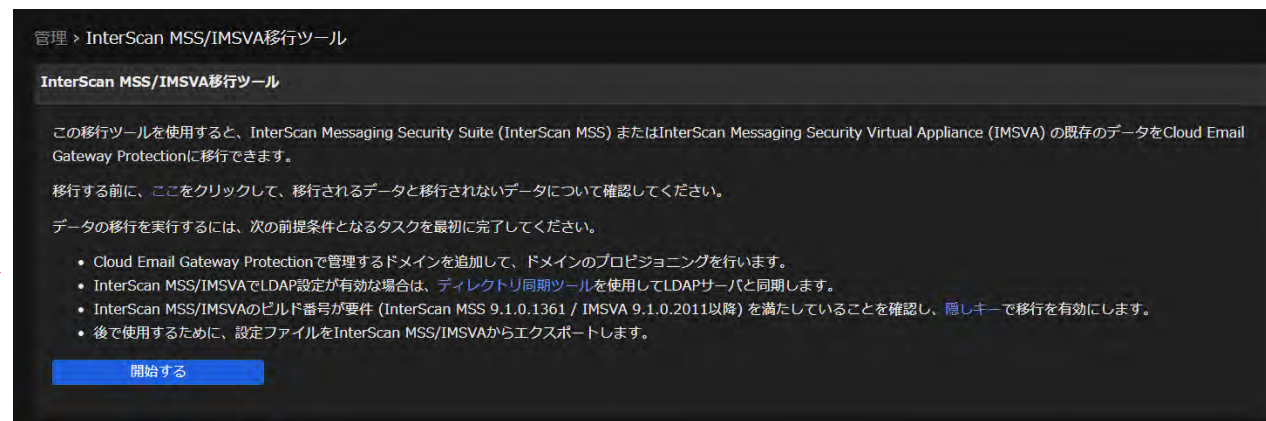 管理 › InterScan MSS/IMSVA移行ツール
InterScan MSS/IMSVA移行ツール
この移行ツールを使用すると、InterScan Messaging Security Suite (InterScan MSS) またはInterScan Messaging Security Virtual Appliance (IMSVA) の既存のデータをCloud Email
Gateway Protectionに移行できます。
移行する前に、ここをクリックして、移行されるデータと移行されないデータについて確認してください。
データの移行を実行するには、次の前提条件となるタスクを最初に完了してください。
• Cloud Email Gateway Protectionで管理するドメインを追加して、ドメインのプロビジョニングを行います。
• InterScan MSS/IMSVAでLDAP設定が有効な場合は、ディレクトリ同期ツールを使用してLDAPサーバと同期します。
• InterScan MSS/IMSVAのビルド番号が要件 (InterScan MSS 9.1.0.1361 / IMSVA 9.1.0.2011以降) を満たしていることを確認し、隠しキーで移行を有効にします。
• 後で使用するために、設定ファイルをInterScan MSS/IMSVAからエクスポートします。
開始する